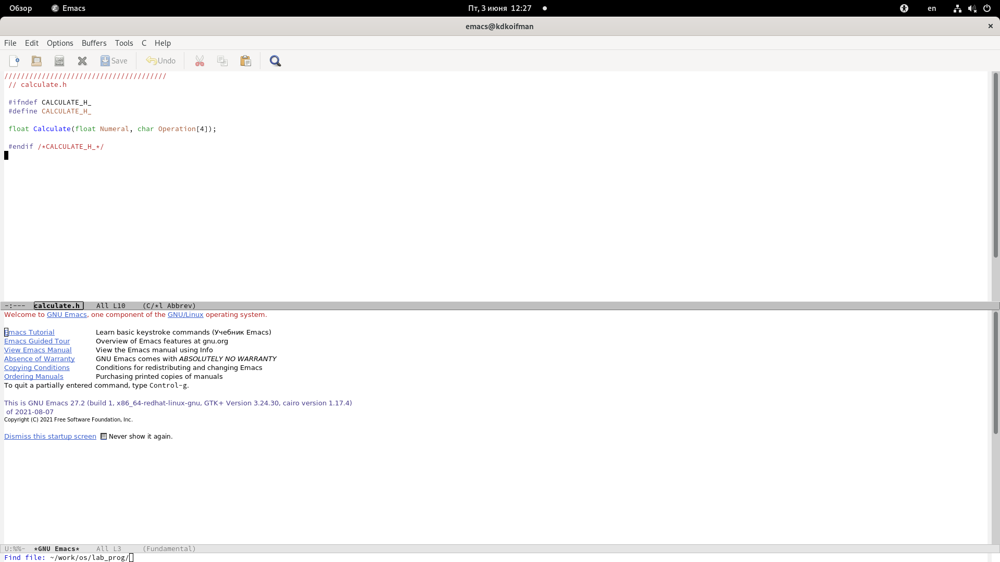 Обзор Emacs Пт, 3 июня 12:27 en
emacs@kdkoifman
File Edit Options Buffers Tools C Help
Save Undo
///////////////////////////////////////
// calculate.h
#ifndef CALCULATE_H_
#define CALCULATE_H_
float Calculate(float Numeral, char Operation[4]);
#endif /*CALCULATE_H_*/
-:--- calculate.h All L10 (C/*l Abbrev)
Welcome to GNU Emacs, one component of the GNU/Linux operating system.
Emacs Tutorial Learn basic keystroke commands (Учебник Emacs)
Emacs Guided Tour Overview of Emacs features at gnu.org
View Emacs Manual View the Emacs manual using Info
Absence of Warranty GNU Emacs comes with ABSOLUTELY NO WARRANTY
Copying Conditions Conditions for redistributing and changing Emacs
Ordering Manuals Purchasing printed copies of manuals
To quit a partially entered command, type Control-g.
This is GNU Emacs 27.2 (build 1, x86_64-redhat-linux-gnu, GTK+ Version 3.24.30, cairo version 1.17.4)
of 2021-08-07
Copyright (C) 2021 Free Software Foundation, Inc.
Dismiss this startup screen Never show it again.
U:%%- *GNU Emacs* All L3 (Fundamental)
Find file: ~/work/os/lab_prog/